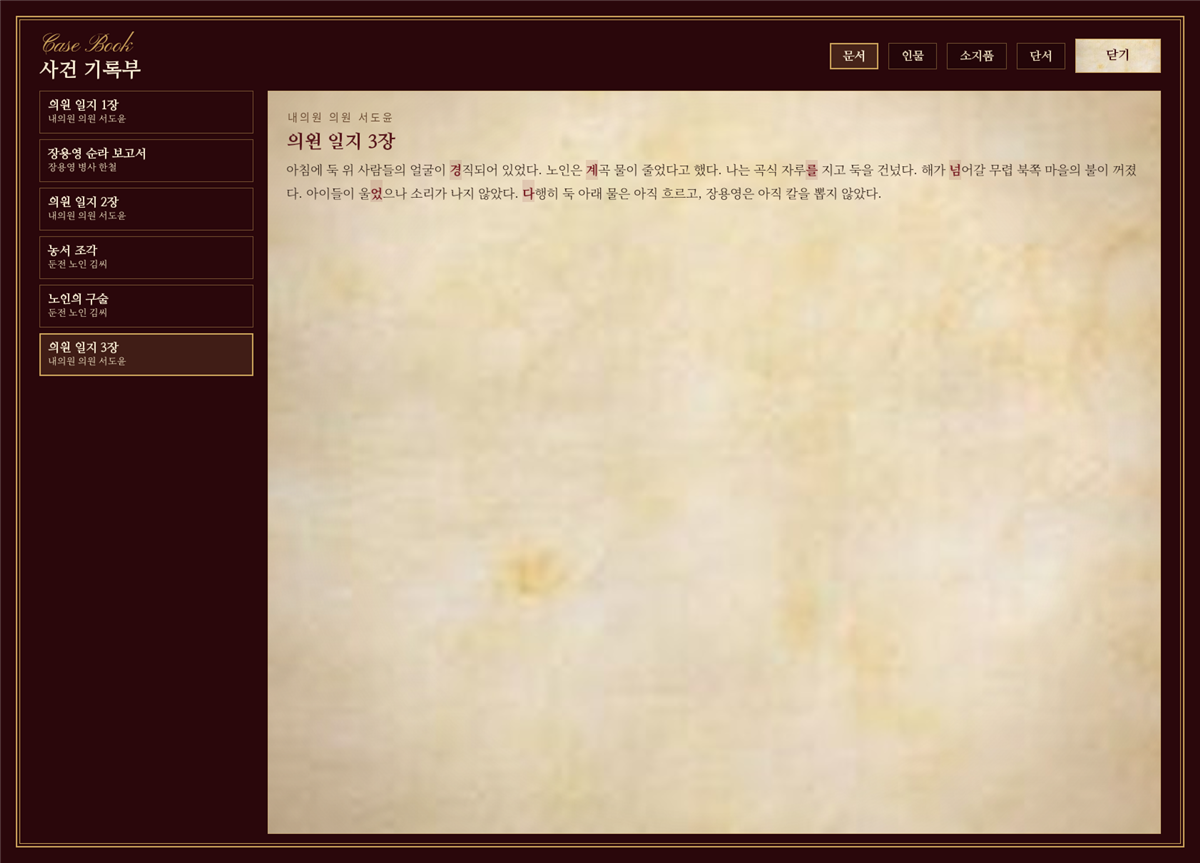 Case Book
사건 기록부
문서
인물
소지품
단서
닫기
의원 일지 1장
내의원 의원 서도윤
장용영 순라 보고서
장용영 병사 한철
의원 일지 2장
내의원 의원 서도윤
농서 조각
둔전 노인 김씨
노인의 구술
둔전 노인 김씨
의원 일지 3장
내의원 의원 서도윤
내의원 의원 서도윤
의원 일지 3장
아침에 둑 위 사람들의 얼굴이 경직되어 있었다. 노인은 계곡 물이 줄었다고 했다. 나는 곡식 자루를 지고 둑을 건넜다. 해가 넘어갈 무렵 북쪽 마을의 불이 꺼졌
다. 아이들이 울었으나 소리가 나지 않았다. 다행히 둑 아래 물은 아직 흐르고, 장용영은 아직 칼을 뽑지 않았다.